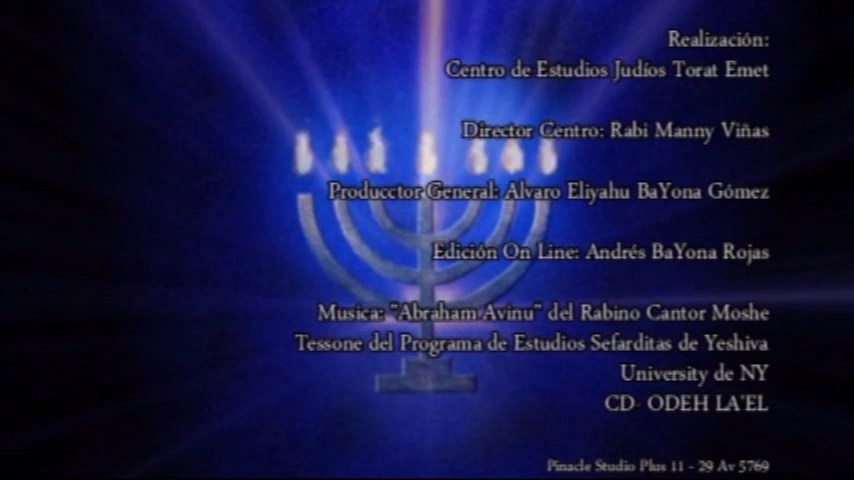 Realización:
Centro de Estudios Judíos Torat Emet
Director Centro: Rabi Manny Viñas
Producctor General: Alvaro Eliyahu BaYona Gómez
Edición On Line: Andrés BaYona Rojas
Musica: "Abraham Avinu" del Rabino Cantor Moshe
Tessone del Programa de Estudios Sefarditas de Yeshiva
University de NY
CD- ODEH LA'EL
Pinacle Studio Plus 11 - 29 Av 5769